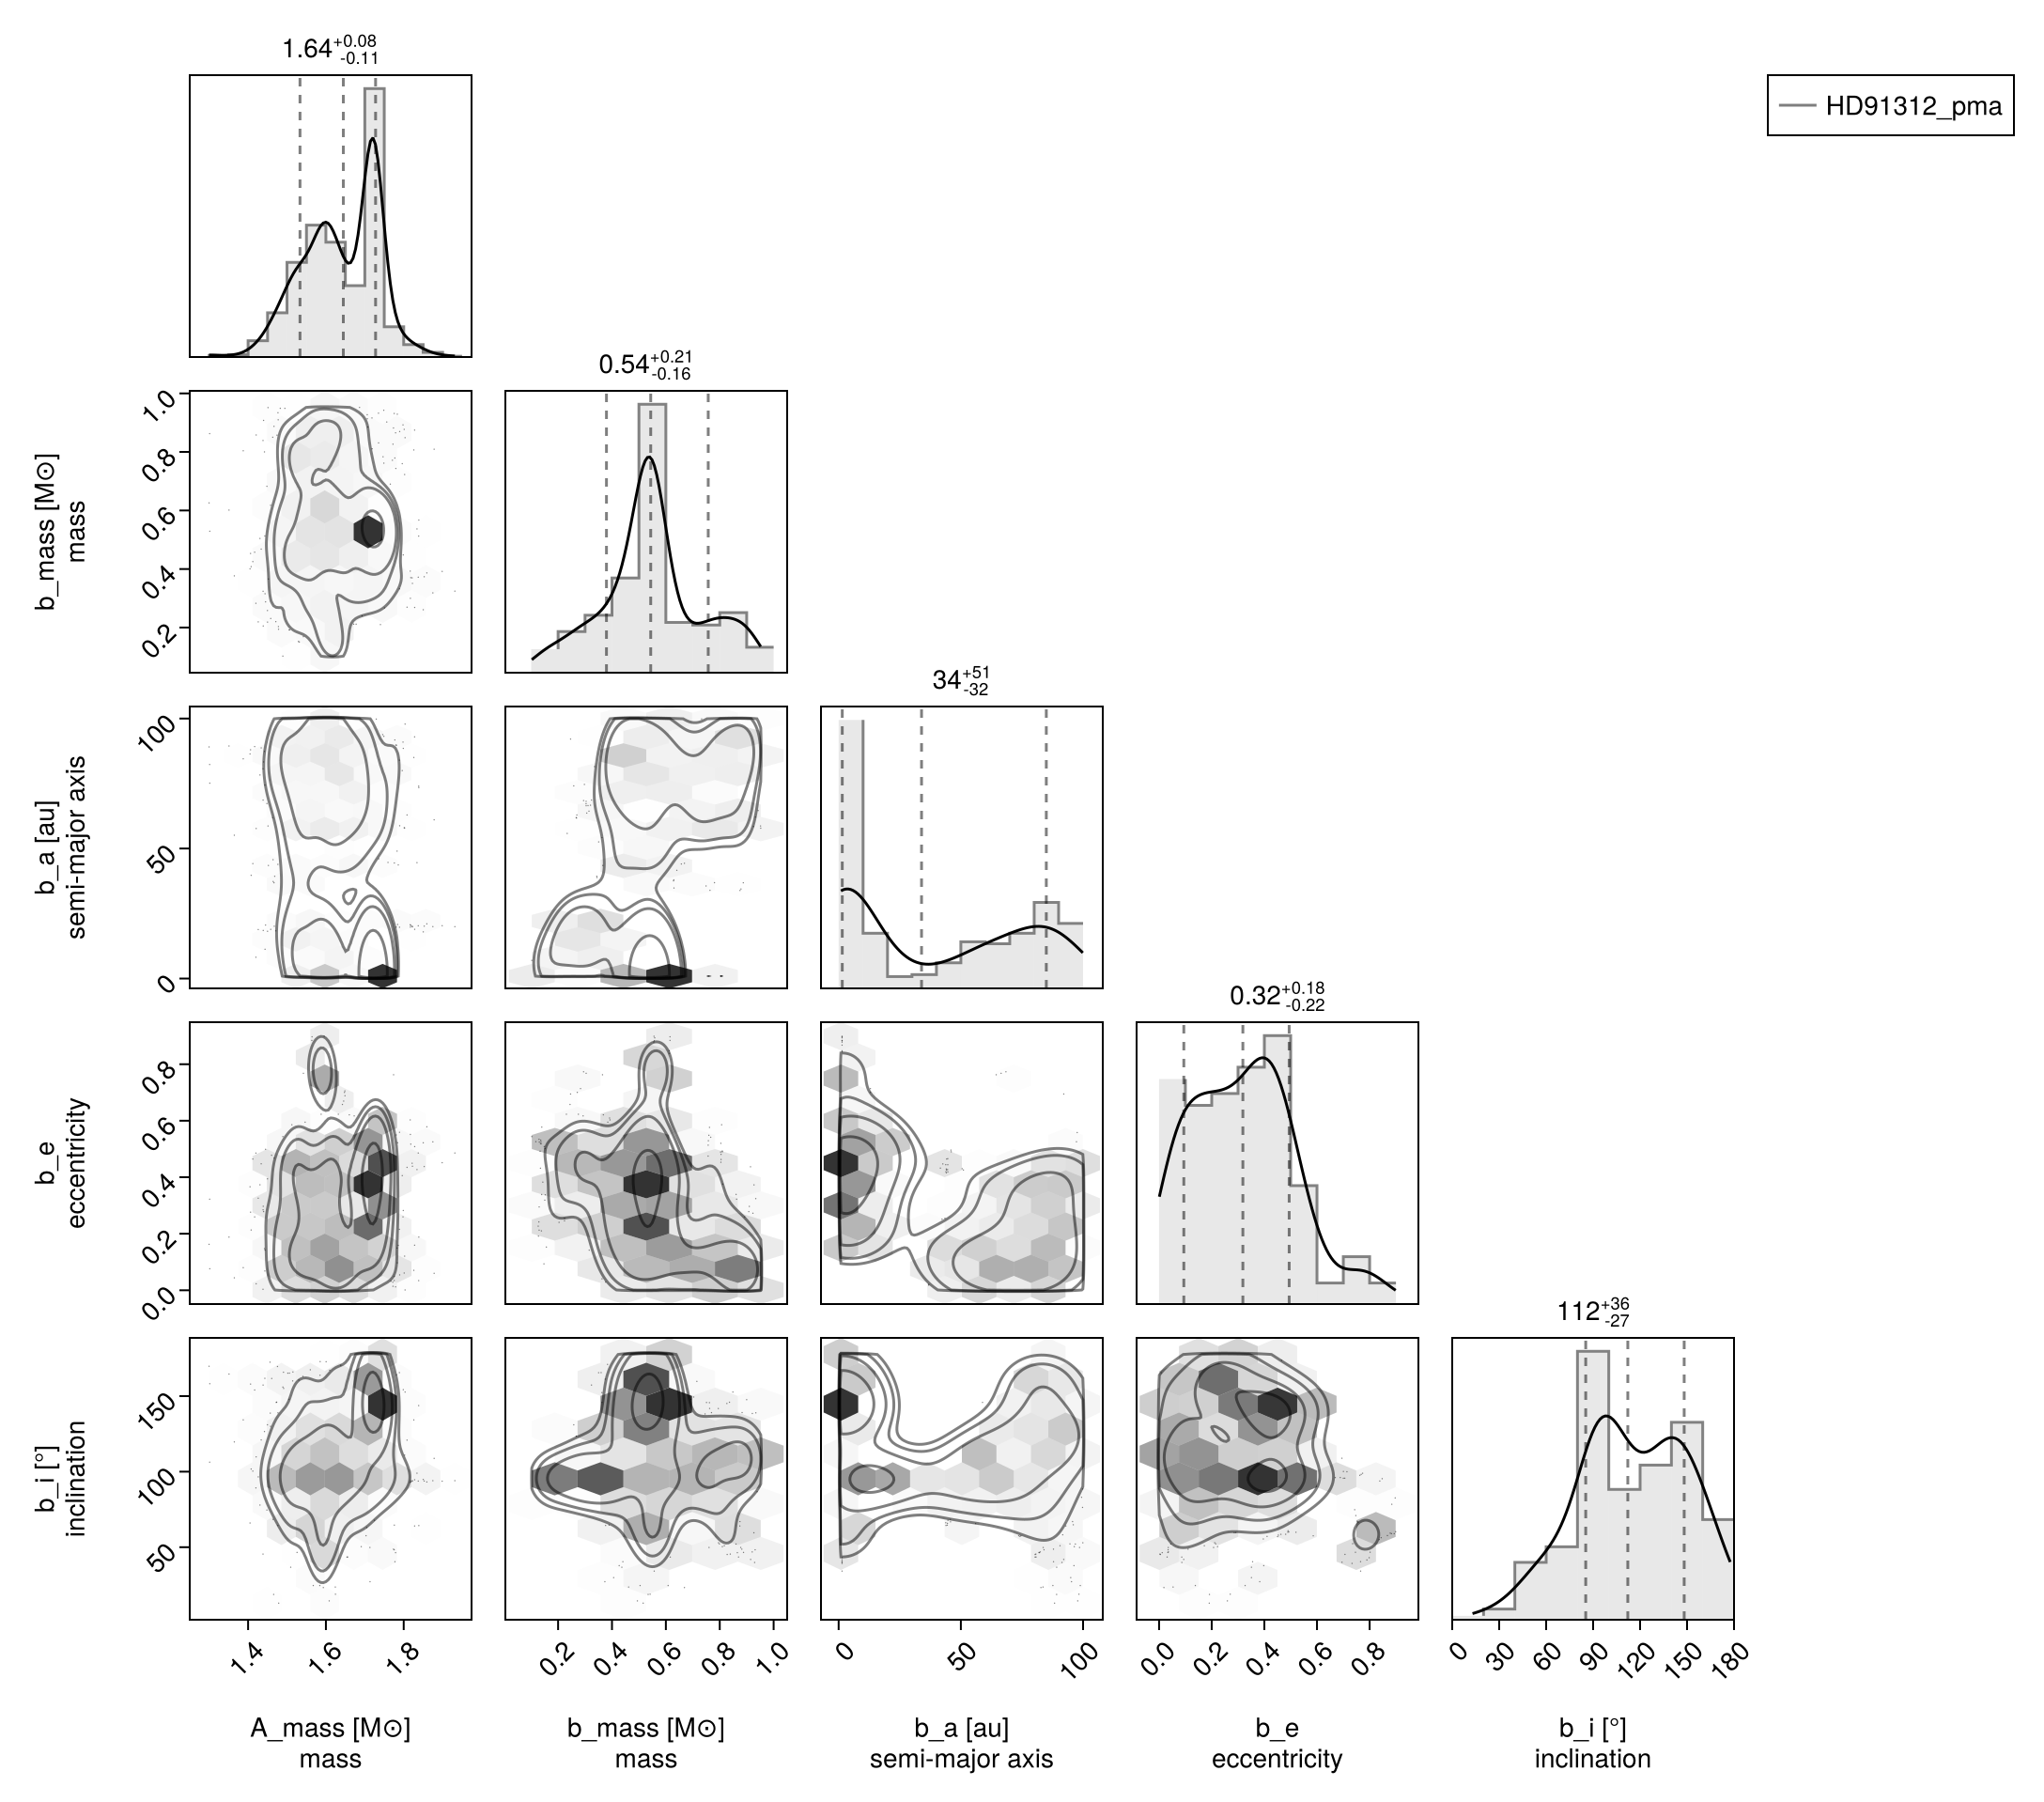 1.64+0.08-0.11
HD91312_pma
0.54+0.21-0.16
b_mass [M⊙]
mass
1.0
0.8
0.6
0.4
0.2
34+51-32
b_a [au]
semi-major axis
100
50
0
0.32+0.18-0.22
b_e
eccentricity
0.8
0.6
0.4
0.2
0.0
112+36-27
b_i [°]
inclination
150
100
50
1.4 1.6 1.8 0.2 0.4 0.6 0.8 1.0 0 50 100 0.0 0.2 0.4 0.6 0.8 0 30 60 90 120 150 180
A_mass [M⊙] b_mass [M⊙] b_a [au] b_e b_i [°]
mass mass semi-major axis eccentricity inclination